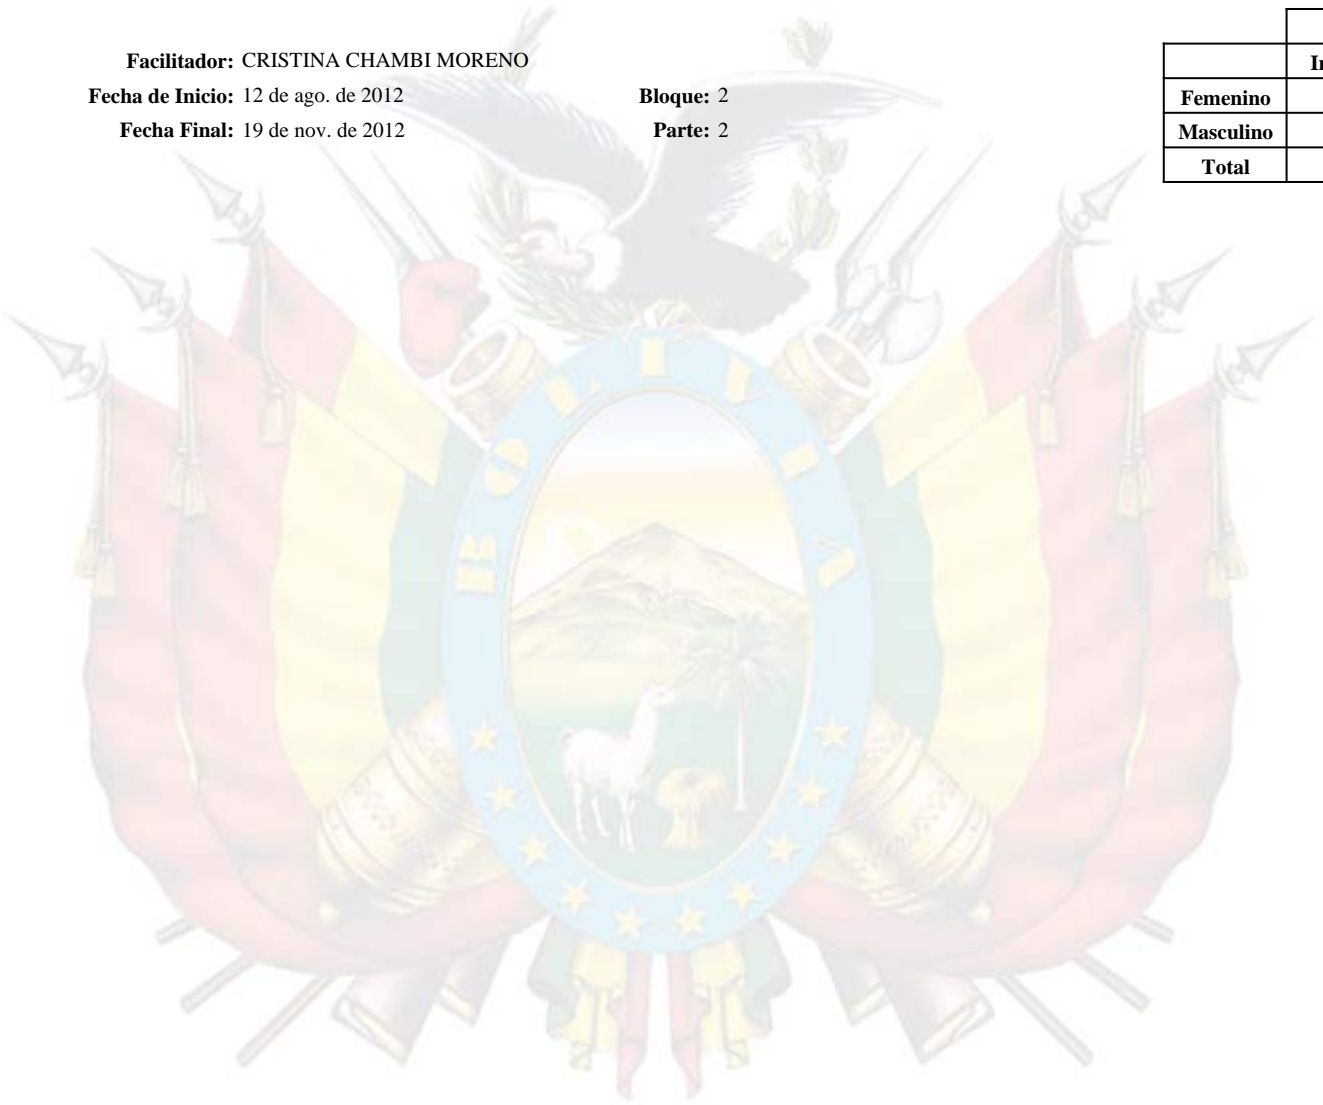 Facilitador: CRISTINA CHAMBI MORENO
Fecha de Inicio: 12 de ago. de 2012 Bloque: 2
Fecha Final: 19 de nov. de 2012 Parte: 2
Femenino
Masculino
Total
BOLIVIA